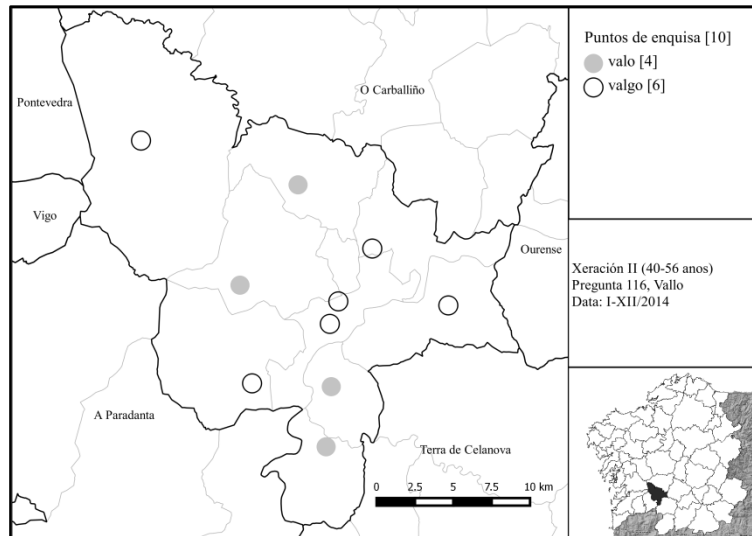 Puntos de enquisa [10]
valo [4]
valgo [6]
O Carballiño
Pontevedra
Vigo
Ourense
A Paradanta
Terra de Celanova
0 2,5 5 7,5 10 km
Xeración II (40-56 anos)
Pregunta 116, Vallo
Data: I-XII/2014